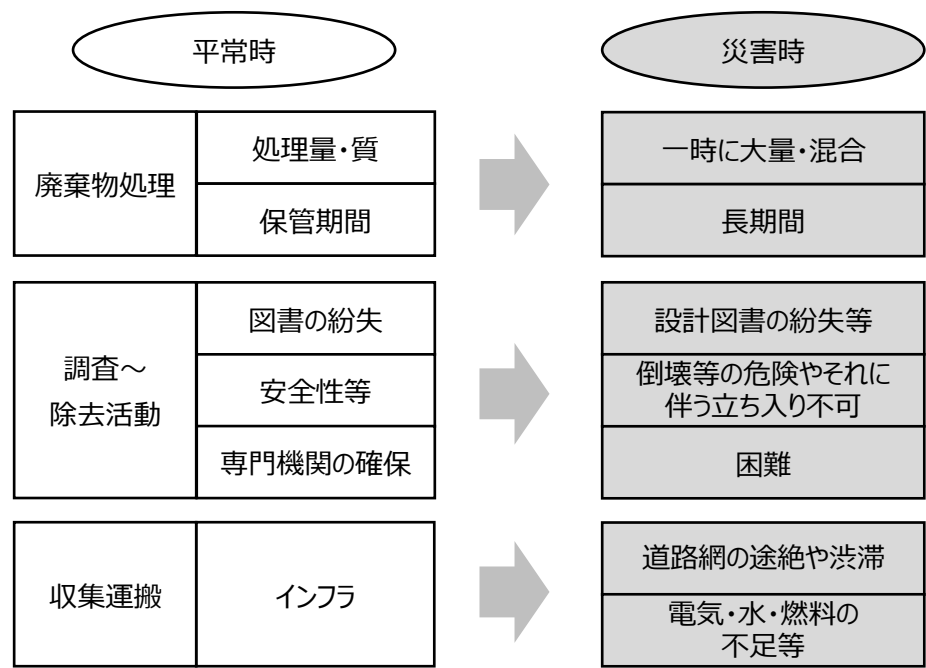 平常時
災害時
廃棄物処理
処理量・質
一時に大量・混合
保管期間
長期間
調査～
除去活動
図書の紛失
設計図書の紛失等
安全性等
倒壊等の危険やそれに
伴う立ち入り不可
専門機関の確保
困難
収集運搬
インフラ
道路網の途絶や渋滞
電気・水・燃料の
不足等